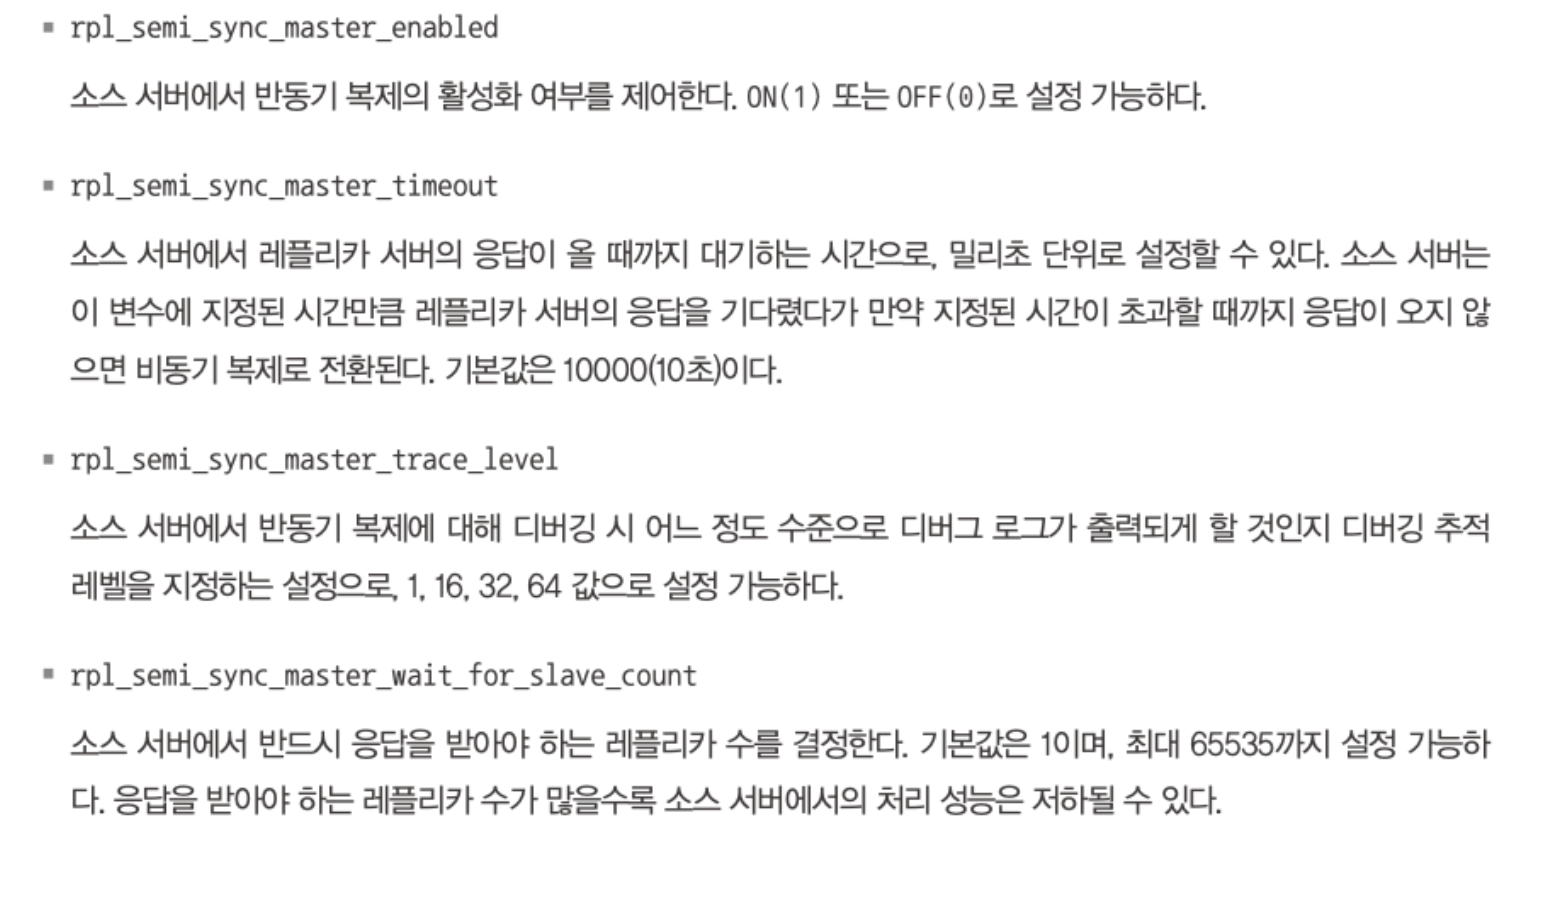 ▪ rpl_semi_sync_master_enabled
소스 서버에서 반동기 복제의 활성화 여부를 제어한다. ON(1) 또는 OFF(0)로 설정 가능하다.
▪ rpl_semi_sync_master_timeout
소스 서버에서 레플리카 서버의 응답이 올 때까지 대기하는 시간으로, 밀리초 단위로 설정할 수 있다. 소스 서버는
이 변수에 지정된 시간만큼 레플리카 서버의 응답을 기다렸다가 만약 지정된 시간이 초과할 때까지 응답이 오지 않
으면 비동기 복제로 전환된다. 기본값은 10000(10초)이다.
▪ rpl_semi_sync_master_trace_level
소스 서버에서 반동기 복제에 대해 디버깅 시 어느 정도 수준으로 디버그 로그가 출력되게 할 것인지 디버깅 추적
레벨을 지정하는 설정으로, 1, 16, 32, 64 값으로 설정 가능하다.
▪ rpl_semi_sync_master_wait_for_slave_count
소스 서버에서 반드시 응답을 받아야 하는 레플리카 수를 결정한다. 기본값은 1이며, 최대 65535까지 설정 가능하
다. 응답을 받아야 하는 레플리카 수가 많을수록 소스 서버에서의 처리 성능은 저하될 수 있다.